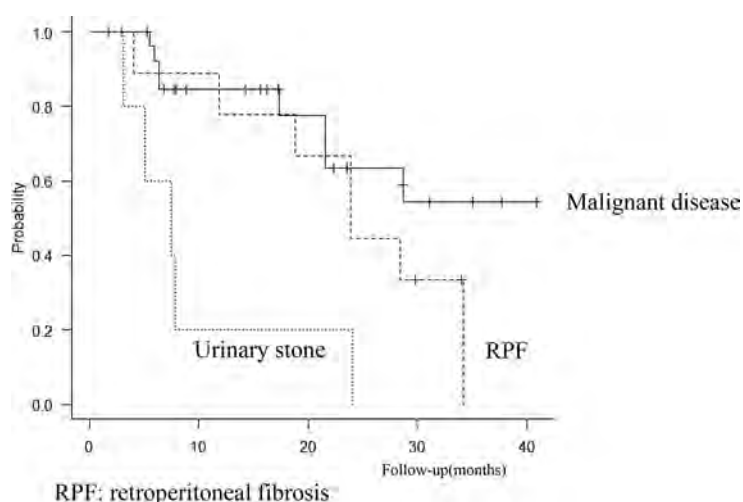 1.0
0.8
0.6
0.4
0.2
0.0
Probability
Malignant disease
Urinary stone
RPF
0 10 20 30 40
Follow-up(months)
RPF: retroperitoneal fibrosis